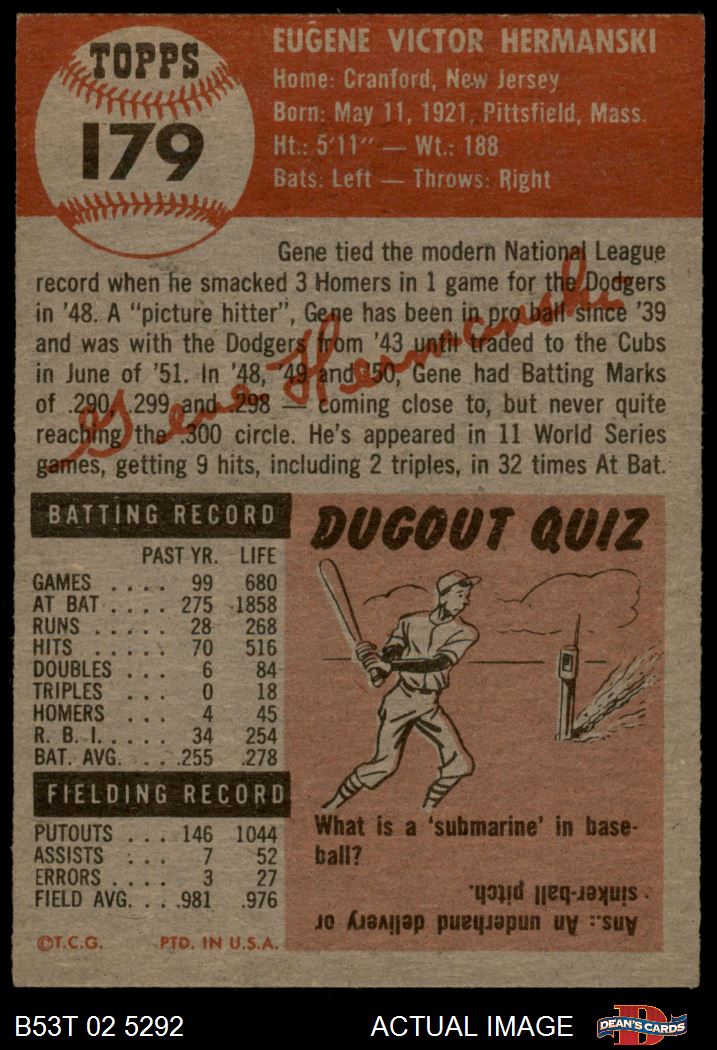 TOPPS
179
EUGENE VICTOR HERMANSKI
Home: Cranford, New Jersey
Born: May 11, 1921, Pittsfield, Mass.
Ht.: 5'11" — Wt.: 188
Bats: Left — Throws: Right
Gene tied the modern National League
record when he smacked 3 Homers in 1 game for the Dodgers
in '48. A "picture hitter", Gene has been in pro ball since '39
and was with the Dodgers from '43 until traded to the Cubs
in June of '51. In '48, '49 and '50, Gene had Batting Marks
of .290, .299 and .298 — coming close to, but never quite
reaching the .300 circle. He's appeared in 11 World Series
games, getting 9 hits, including 2 triples, in 32 times At Bat.
Gene Hermanski
BATTING RECORD
PAST YR. LIFE
GAMES .... 99 680
AT BAT .... 275 1858
RUNS ..... 28 268
HITS ..... 70 516
DOUBLES ... 6 84
TRIPLES ... 0 18
HOMERS ... 4 45
R. B. I. .... 34 254
BAT. AVG. ... .255 .278
FIELDING RECORD
PUTOUTS ... 146 1044
ASSISTS ... 7 52
ERRORS .... 3 27
FIELD AVG. ... .981 .976
©T.C.G. PTD. IN U.S.A.
DUGOUT QUIZ
What is a 'submarine' in base-
ball?
Ans.: An underhand delivery or
sinker-ball pitch.
B53T 02 5292
ACTUAL IMAGE
DEAN'S CARDS